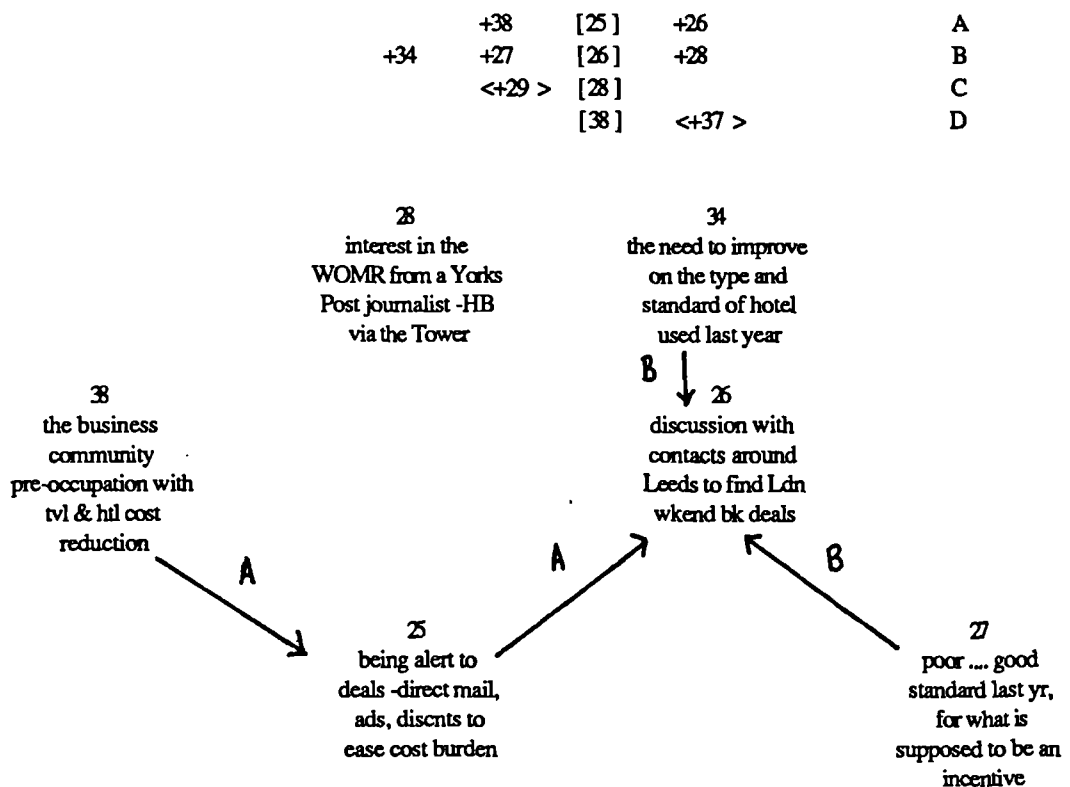 +38 [25] +26 A
+34 +27 [26] +28 B
<+29 > [28] C
[38] <+37 > D
28
interest in the
WOMR from a Yorks
Post journalist -HB
via the Tower
34
the need to improve
on the type and
standard of hotel
used last year
B
38
the business
community
pre-occupation with
tvl & htl cost
reduction
26
discussion with
contacts around
Leeds to find Ldn
wkend bk deals
A
A
B
25
being alert to
deals -direct mail,
ads, discnts to
ease cost burden
27
poor .... good
standard last yr,
for what is
supposed to be an
incentive